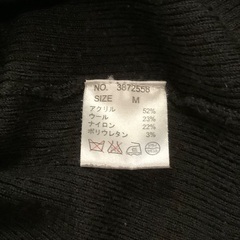 NO. 3872558
SIZE M
アクリル 52%
ウール 23%
ナイロン 22%
ポリウレタン 3%